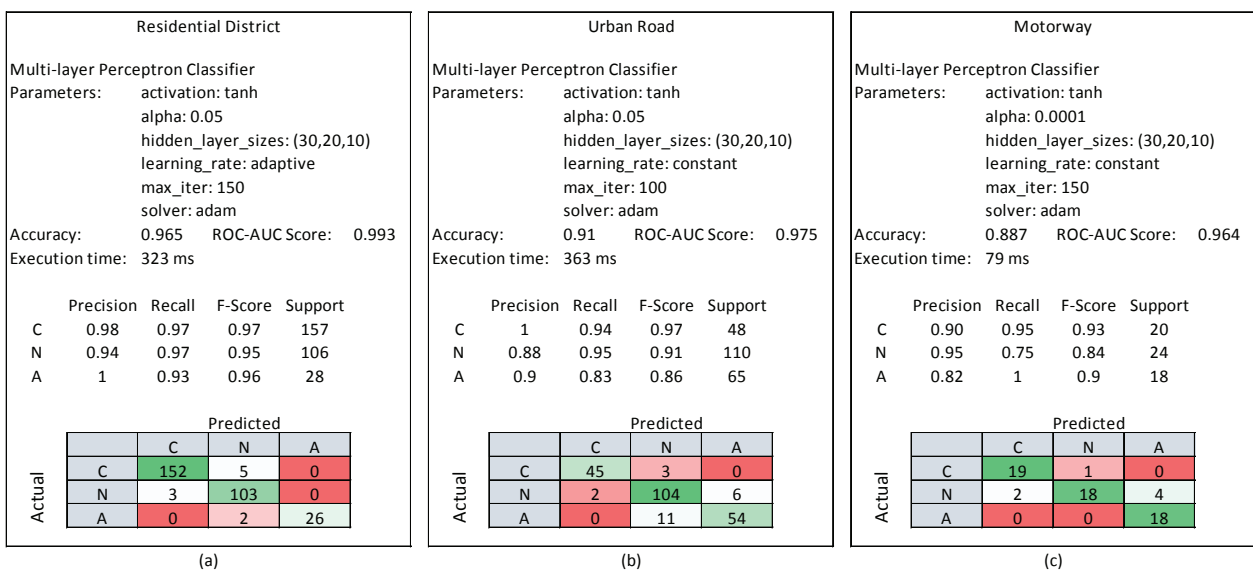 Residential District
Multi-layer Perceptron Classifier
Parameters: activation: tanh
alpha: 0.05
hidden_layer_sizes: (30,20,10)
learning_rate: adaptive
max_iter: 150
solver: adam
Accuracy: 0.965 ROC-AUC Score: 0.993
Execution time: 323 ms
Precision Recall F-Score Support
C 0.98 0.97 0.97 157
N 0.94 0.97 0.95 106
A 1 0.93 0.96 28
Predicted
C N A
Actual
C 152 5 0
N 3 103 0
A 0 2 26
(a)
Urban Road
Multi-layer Perceptron Classifier
Parameters: activation: tanh
alpha: 0.05
hidden_layer_sizes: (30,20,10)
learning_rate: constant
max_iter: 100
solver: adam
Accuracy: 0.91 ROC-AUC Score: 0.975
Execution time: 363 ms
Precision Recall F-Score Support
C 1 0.94 0.97 48
N 0.88 0.95 0.91 110
A 0.9 0.83 0.86 65
Predicted
C N A
Actual
C 45 3 0
N 2 104 6
A 0 11 54
(b)
Motorway
Multi-layer Perceptron Classifier
Parameters: activation: tanh
alpha: 0.0001
hidden_layer_sizes: (30,20,10)
learning_rate: constant
max_iter: 150
solver: adam
Accuracy: 0.887 ROC-AUC Score: 0.964
Execution time: 79 ms
Precision Recall F-Score Support
C 0.90 0.95 0.93 20
N 0.95 0.75 0.84 24
A 0.82 1 0.9 18
Predicted
C N A
Actual
C 19 1 0
N 2 18 4
A 0 0 18
(c)